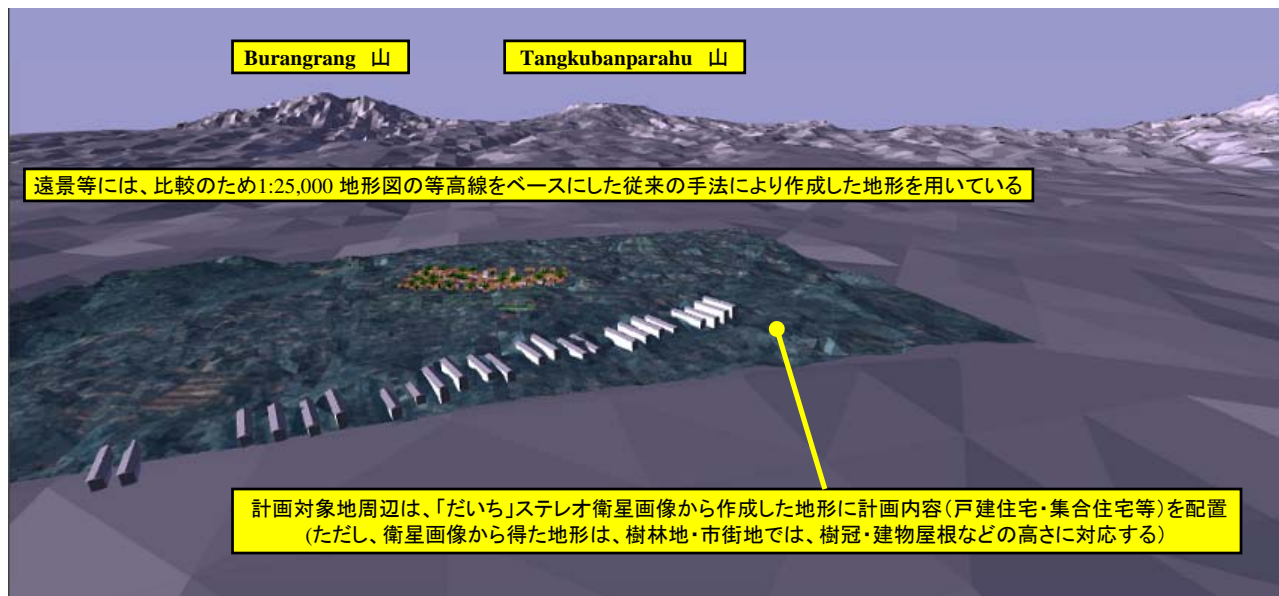 Burangrang 山
Tangkubanparahu 山
遠景等には、比較のため1:25,000 地形図の等高線をベースにした従来の手法により作成した地形を用いている
計画対象地周辺は、「だいち」ステレオ衛星画像から作成した地形に計画内容(戸建住宅・集合住宅等)を配置
(ただし、衛星画像から得た地形は、樹林地・市街地では、樹冠・建物屋根などの高さに対応する)